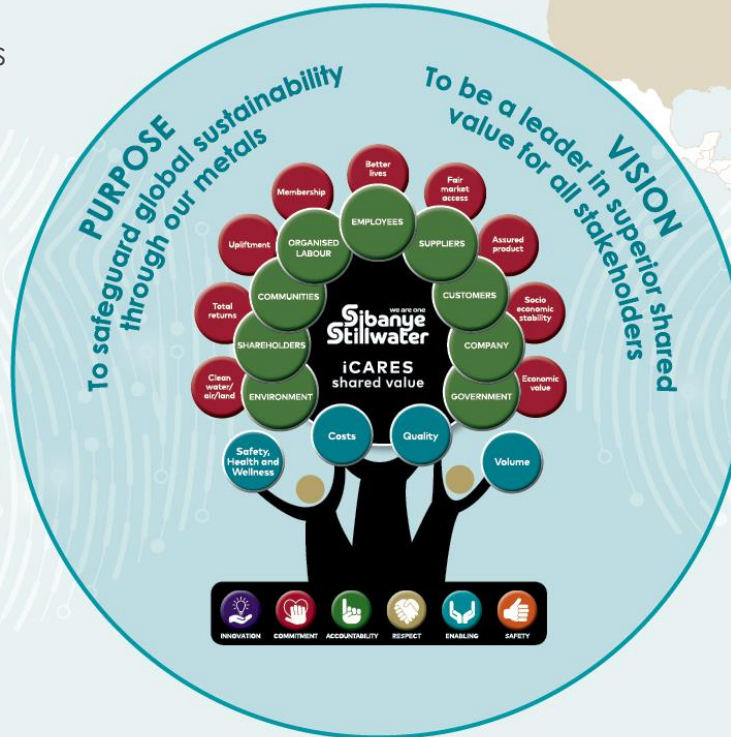 S
PURPOSE
To safeguard global sustainability
through our metals
VISION
To be a leader in superior shared
value for all stakeholders
Better
lives
Membership
Fair
market
access
Upliftment
Assured
product
Total
returns
Socio
economic
stability
Clean
water/
air/land
Economic
value
EMPLOYEES
ORGANISED
LABOUR
SUPPLIERS
COMMUNITIES
CUSTOMERS
SHAREHOLDERS
COMPANY
ENVIRONMENT
GOVERNMENT
we are one
Sibanye
Stillwater
iCARES
shared value
Costs
Quality
Safety,
Health and
Wellness
Volume
INNOVATION COMMITMENT ACCOUNTABILITY RESPECT ENABLING SAFETY